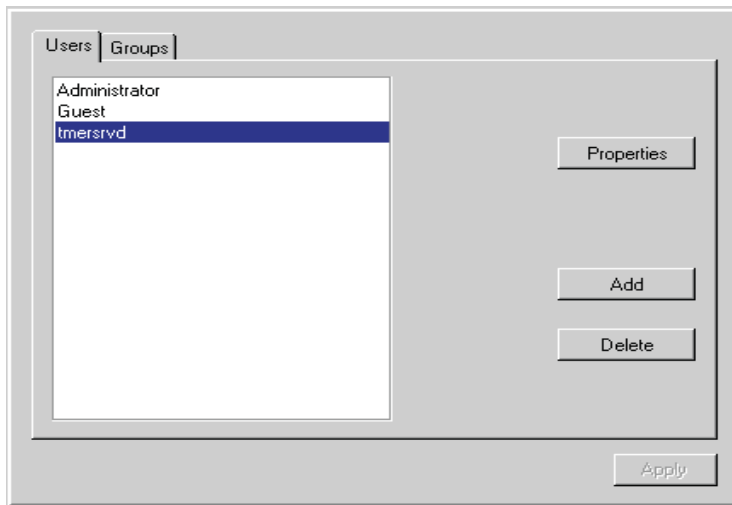 Users Groups
Administrator
Guest
tmersrvd
Properties
Add
Delete
Apply